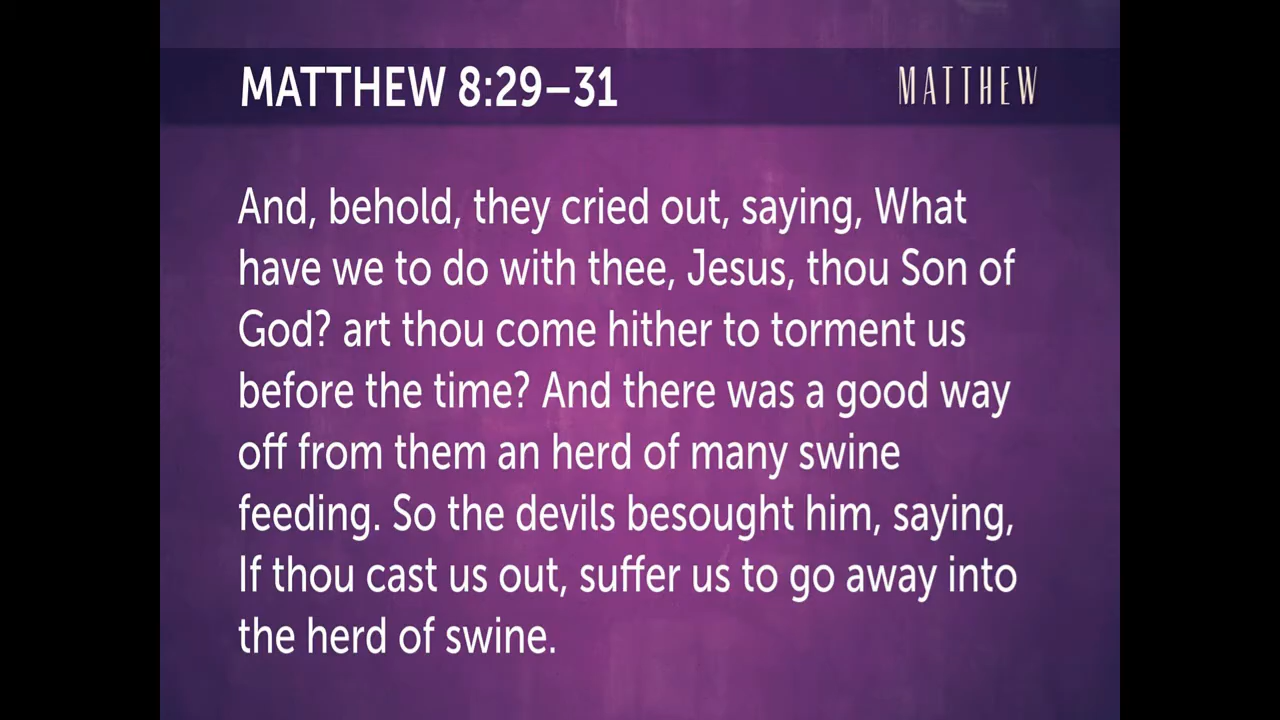 MATTHEW 8:29–31
MATTHEW
And, behold, they cried out, saying, What
have we to do with thee, Jesus, thou Son of
God? art thou come hither to torment us
before the time? And there was a good way
off from them an herd of many swine
feeding. So the devils besought him, saying,
If thou cast us out, suffer us to go away into
the herd of swine.